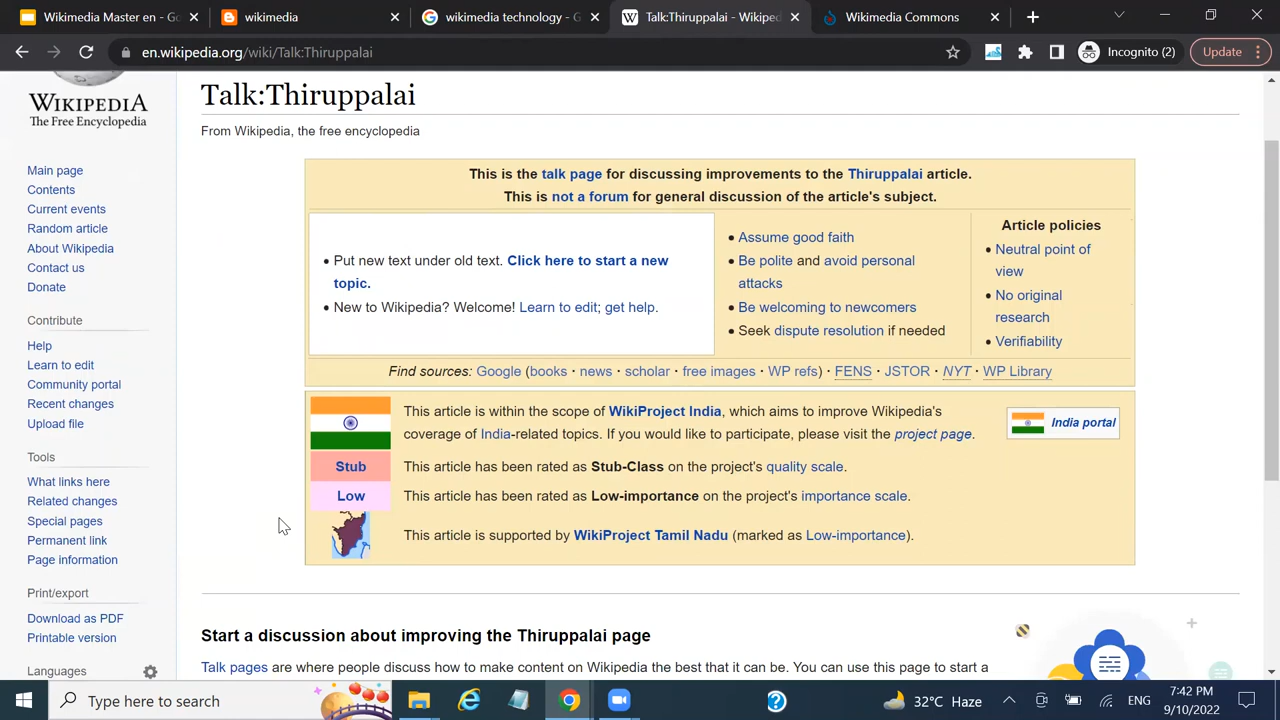 Wikimedia Master en - Go
wikimedia
wikimedia technology - G
Talk:Thiruppalai - Wikiped
Wikimedia Commons
en.wikipedia.org/wiki/Talk:Thiruppalai
Incognito (2)
Update
WIKIPEDIA
The Free Encyclopedia
Main page
Contents
Current events
Random article
About Wikipedia
Contact us
Donate
Contribute
Help
Learn to edit
Community portal
Recent changes
Upload file
Tools
What links here
Related changes
Special pages
Permanent link
Page information
Print/export
Download as PDF
Printable version
Languages
Talk:Thiruppalai
From Wikipedia, the free encyclopedia
This is the talk page for discussing improvements to the Thiruppalai article.
This is not a forum for general discussion of the article's subject.
• Put new text under old text. Click here to start a new
topic.
• New to Wikipedia? Welcome! Learn to edit; get help.
• Assume good faith
• Be polite and avoid personal
attacks
• Be welcoming to newcomers
• Seek dispute resolution if needed
Article policies
• Neutral point of
view
• No original
research
• Verifiability
Find sources: Google (books · news · scholar · free images · WP refs) · FENS · JSTOR · NYT · WP Library
This article is within the scope of WikiProject India, which aims to improve Wikipedia's
coverage of India-related topics. If you would like to participate, please visit the project page.
India portal
Stub This article has been rated as Stub-Class on the project's quality scale.
Low This article has been rated as Low-importance on the project's importance scale.
This article is supported by WikiProject Tamil Nadu (marked as Low-importance).
Start a discussion about improving the Thiruppalai page
Talk pages are where people discuss how to make content on Wikipedia the best that it can be. You can use this page to start a
Type here to search
32°C Haze
ENG
7:42 PM
9/10/2022